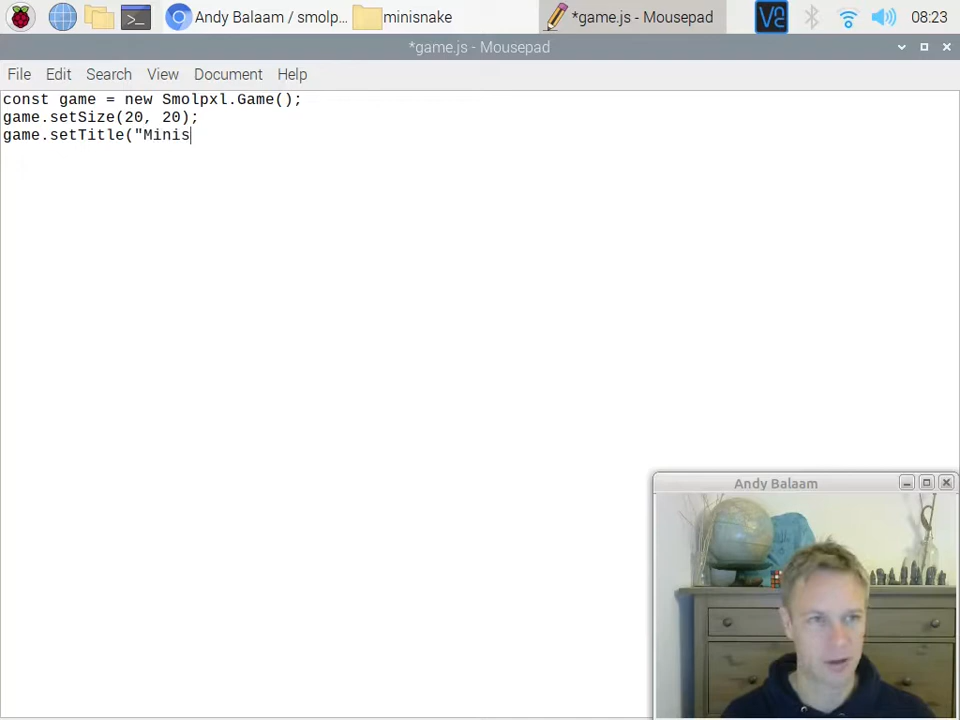 Andy Balaam / smolp...
minisnake
*game.js - Mousepad
08:23
*game.js - Mousepad
File Edit Search View Document Help
const game = new Smolpxl.Game();
game.setSize(20, 20);
game.setTitle("Minis
Andy Balaam